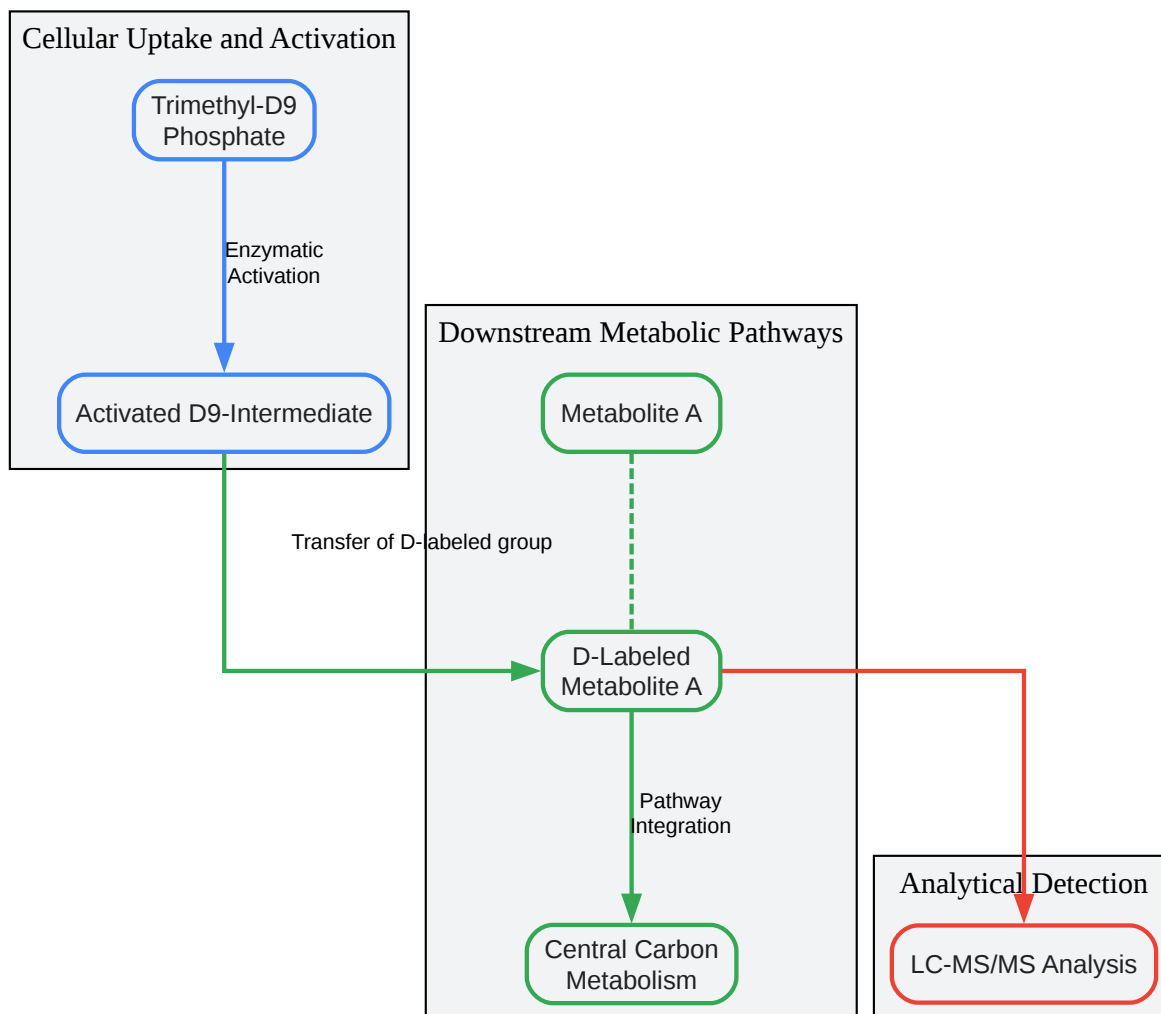 Cellular Uptake and Activation
Trimethyl-D9
Phosphate
Enzymatic
Activation
Activated D9-Intermediate
Transfer of D-labeled group
Downstream Metabolic Pathways
Metabolite A
D-Labeled
Metabolite A
Pathway
Integration
Central Carbon
Metabolism
Analytical Detection
LC-MS/MS Analysis